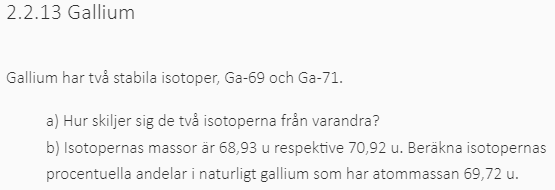 2.2.13 Gallium
Gallium har två stabila isotoper, Ga-69 och Ga-71.
a) Hur skiljer sig de två isotoperna från varandra?
b) Isotopernas massor är 68,93 u respektive 70,92 u. Beräkna isotopernas
procentuella andelar i naturligt gallium som har atommassan 69,72 u.